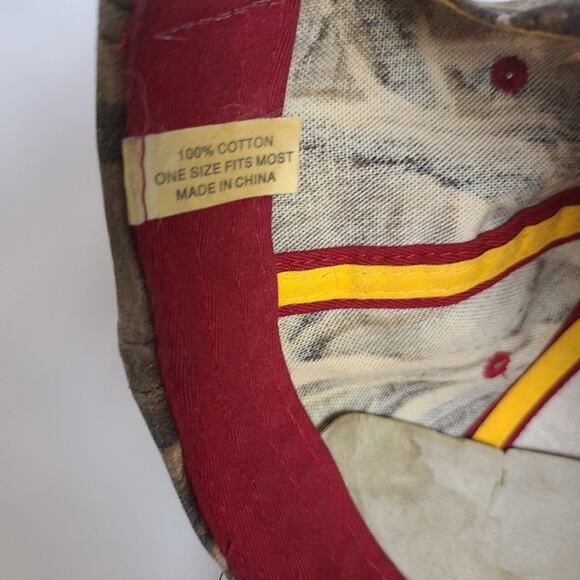 100% COTTON
ONE SIZE FITS MOST
MADE IN CHINA